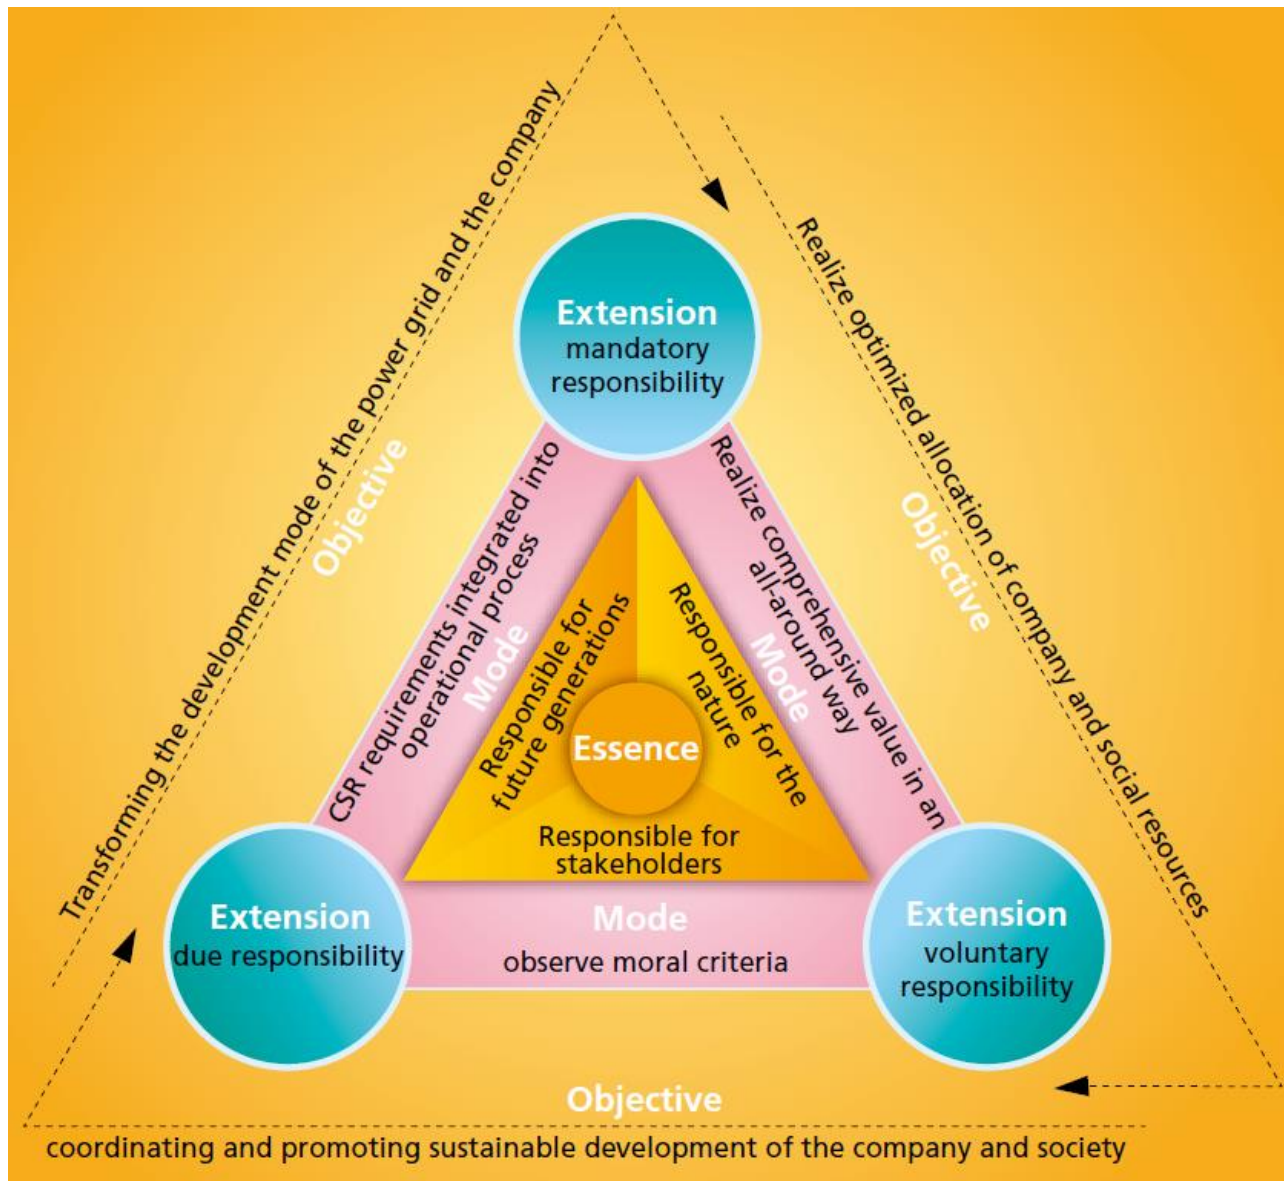 Transforming the development mode of the power grid and the company
Objective
Realize optimized allocation of company and social resources
Objective
Extension
mandatory
responsibility
CSR requirements integrated into
operational process
Mode
Realize comprehensive value in an
all-around way
Mode
Responsible for
future generations
Responsible for the
nature
Essence
Responsible for
stakeholders
Extension
due responsibility
Mode
observe moral criteria
Extension
voluntary
responsibility
Objective
coordinating and promoting sustainable development of the company and society